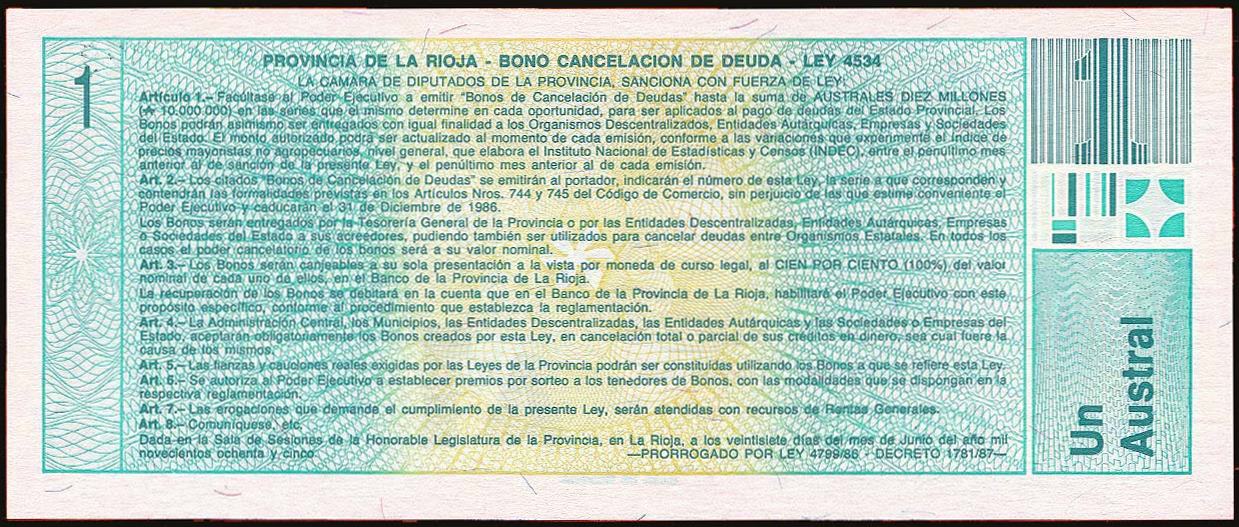 1
PROVINCIA DE LA RIOJA - BONO CANCELACION DE DEUDA - LEY 4534
LA CAMARA DE DIPUTADOS DE LA PROVINCIA, SANCIONA CON FUERZA DE LEY:
Artículo 1.— Facúltase al Poder Ejecutivo a emitir "Bonos de Cancelación de Deudas" hasta la suma de AUSTRALES DIEZ MILLONES
(₳ 10.000.000) en las series que el mismo determine en cada oportunidad, para ser aplicados al pago de deudas del Estado Provincial. Los
Bonos podrán asimismo ser entregados con igual finalidad a los Organismos Descentralizados, Entidades Autárquicas, Empresas y Sociedades
del Estado. El monto autorizado podrá ser actualizado al momento de cada emisión, conforme a las variaciones que experimente el índice de
precios mayoristas no agropecuarios, nivel general, que elabora el Instituto Nacional de Estadísticas y Censos (INDEC), entre el penúltimo mes
anterior al de sanción de la presente Ley y el penúltimo mes anterior al de cada emisión.
Art. 2.— Los citados "Bonos de Cancelación de Deudas" se emitirán al portador, indicarán el número de esta Ley, la serie a que corresponden y
contendrán las formalidades previstas en los Artículos Nros. 744 y 745 del Código de Comercio, sin perjuicio de las que estime conveniente el
Poder Ejecutivo y caducarán el 31 de Diciembre de 1986.
Los Bonos serán entregados por la Tesorería General de la Provincia o por las Entidades Descentralizadas, Entidades Autárquicas, Empresas
o Sociedades del Estado a sus acreedores, pudiendo también ser utilizados para cancelar deudas entre Organismos Estatales. En todos los
casos el poder cancelatorio de los bonos será a su valor nominal.
Art. 3.— Los Bonos serán canjeables a su sola presentación a la vista por moneda de curso legal, al CIEN POR CIENTO (100%) del valor
nominal de cada uno de ellos, en el Banco de la Provincia de La Rioja.
La recuperación de los Bonos se debitará en la cuenta que en el Banco de la Provincia de La Rioja, habilitará el Poder Ejecutivo con este
propósito específico, conforme al procedimiento que establezca la reglamentación.
Art. 4.— La Administración Central, los Municipios, las Entidades Descentralizadas, las Entidades Autárquicas y las Sociedades o Empresas del
Estado, aceptarán obligatoriamente los Bonos creados por esta Ley, en cancelación total o parcial de sus créditos en dinero, sea cual fuere la
causa de los mismos.
Art. 5.— Las fianzas y cauciones reales exigidas por las Leyes de la Provincia podrán ser constituidas utilizando los Bonos a que se refiere esta Ley.
Art. 6.— Se autoriza al Poder Ejecutivo a establecer premios por sorteo a los tenedores de Bonos, con las modalidades que se dispongan en la
respectiva reglamentación.
Art. 7.— Las erogaciones que demande el cumplimiento de la presente Ley, serán atendidas con recursos de Rentas Generales.
Art. 8.— Comuníquese, etc.
Dada en la Sala de Sesiones de la Honorable Legislatura de la Provincia, en La Rioja, a los veintisiete días del mes de Junio del año mil
novecientos ochenta y cinco.
—PRORROGADO POR LEY 4799/86 - DECRETO 1781/87—
1
Un
Austral